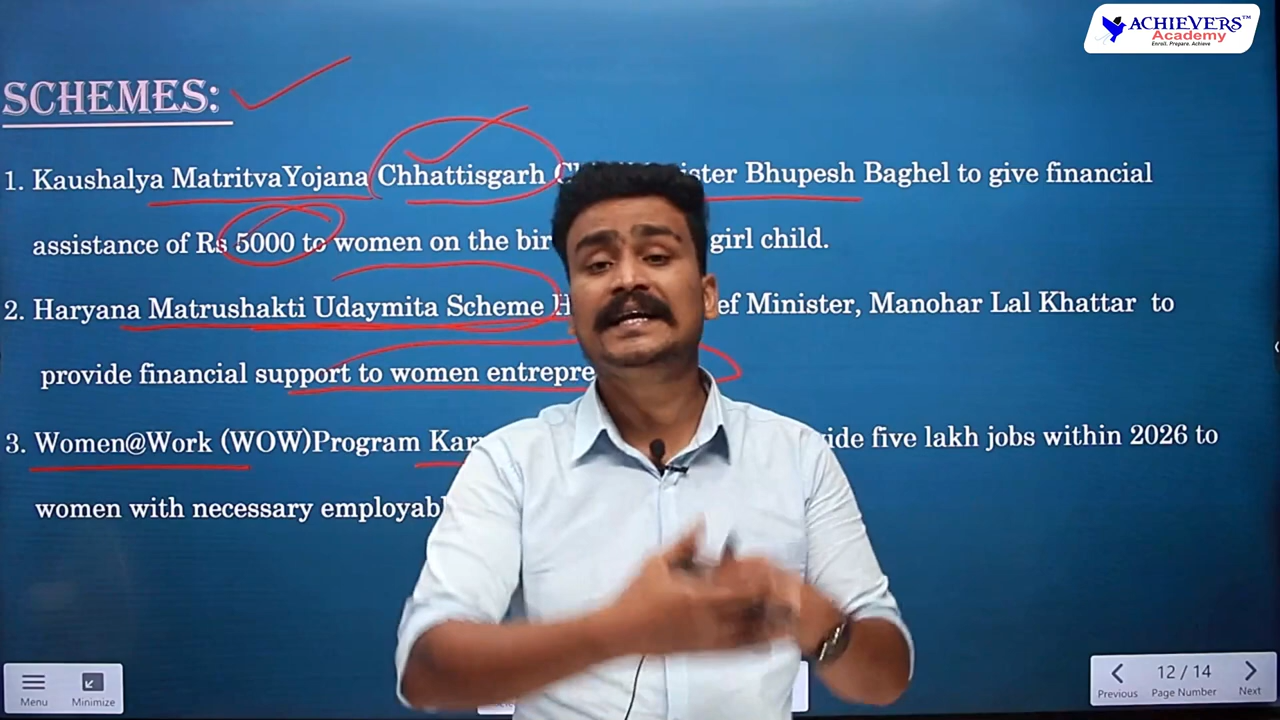 ACHIEVERS™
Academy
Enroll. Prepare. Achieve
SCHEMES:
1. Kaushalya MatritvaYojana Chhattisgarh Bhupesh Baghel to give financial
assistance of Rs 5000 to women on the girl child.
2. Haryana Matrushakti Udaymita Scheme Minister, Manohar Lal Khattar to
provide financial support to women
3. Women@Work (WOW)Program five lakh jobs within 2026 to
women with necessary
Menu
Minimize
Previous
12 / 14
Page Number
Next